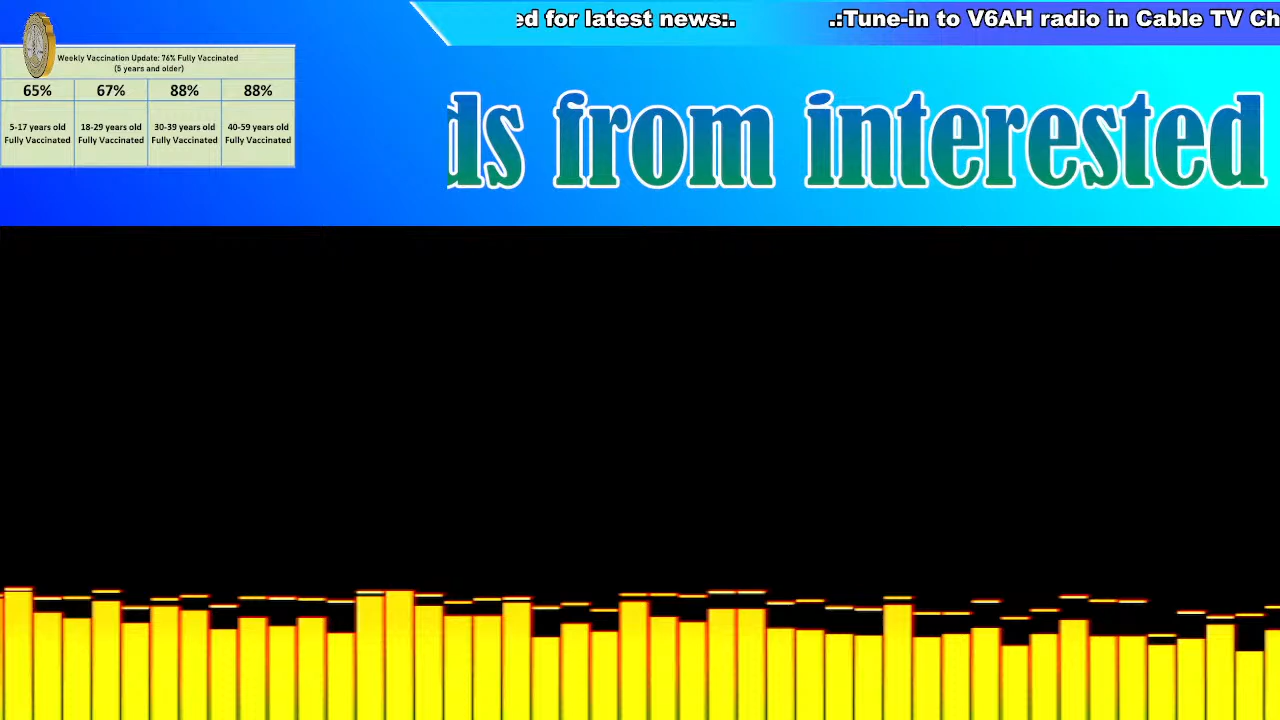 ed for latest news:. .:Tune-in to V6AH radio in Cable TV Ch
Weekly Vaccination Update: 76% Fully Vaccinated
(5 years and older)
65% 67% 88% 88%
5-17 years old 18-29 years old 30-39 years old 40-59 years old
Fully Vaccinated Fully Vaccinated Fully Vaccinated Fully Vaccinated
ds from interested